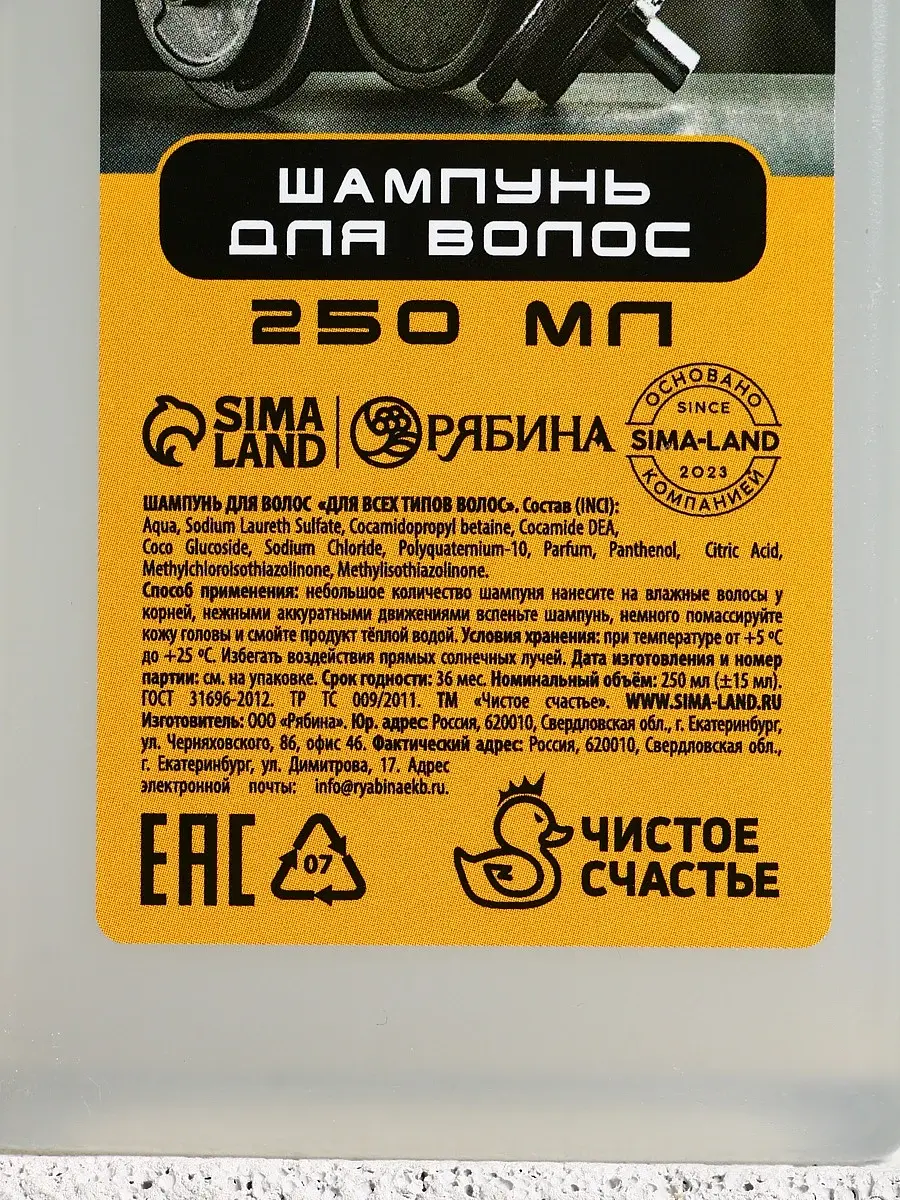 ШАМПУНЬ
ДЛЯ ВОЛОС
250 МЛ
SIMA
LAND
РЯБИНА
ОСНОВАНО
SINCE
SIMA-LAND
2023
КОМПАНИЕЙ
ШАМПУНЬ ДЛЯ ВОЛОС «ДЛЯ ВСЕХ ТИПОВ ВОЛОС». Состав (INCI):
Aqua, Sodium Laureth Sulfate, Cocamidopropyl betaine, Cocamide DEA,
Coco Glucoside, Sodium Chloride, Polyquaternium-10, Parfum, Panthenol, Citric Acid,
Methylchloroisothiazolinone, Methylisothiazolinone.
Способ применения: небольшое количество шампуня нанесите на влажные волосы у
корней, нежными аккуратными движениями вспеньте шампунь, немного помассируйте
кожу головы и смойте продукт тёплой водой. Условия хранения: при температуре от +5 ºС
до +25 ºС. Избегать воздействия прямых солнечных лучей. Дата изготовления и номер
партии: см. на упаковке. Срок годности: 36 мес. Номинальный объём: 250 мл (±15 мл).
ГОСТ 31696-2012. ТР ТС 009/2011. ТМ «Чистое счастье». WWW.SIMA-LAND.RU
Изготовитель: ООО «Рябина». Юр. адрес: Россия, 620010, Свердловская обл., г. Екатеринбург,
ул. Черняховского, 86, офис 46. Фактический адрес: Россия, 620010, Свердловская обл.,
г. Екатеринбург, ул. Димитрова, 17. Адрес
электронной почты: info@ryabinaekb.ru.
EAC
07
ЧИСТОЕ
СЧАСТЬЕ